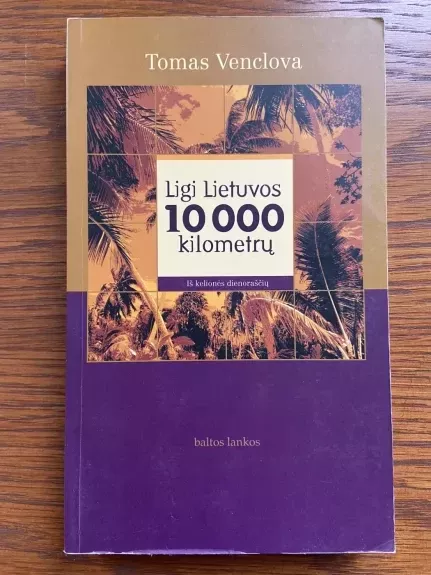 Tomas Venclova
Ligi Lietuvos
10 000
kilometrų
Iš kelionės dienoraščių
baltos lankos